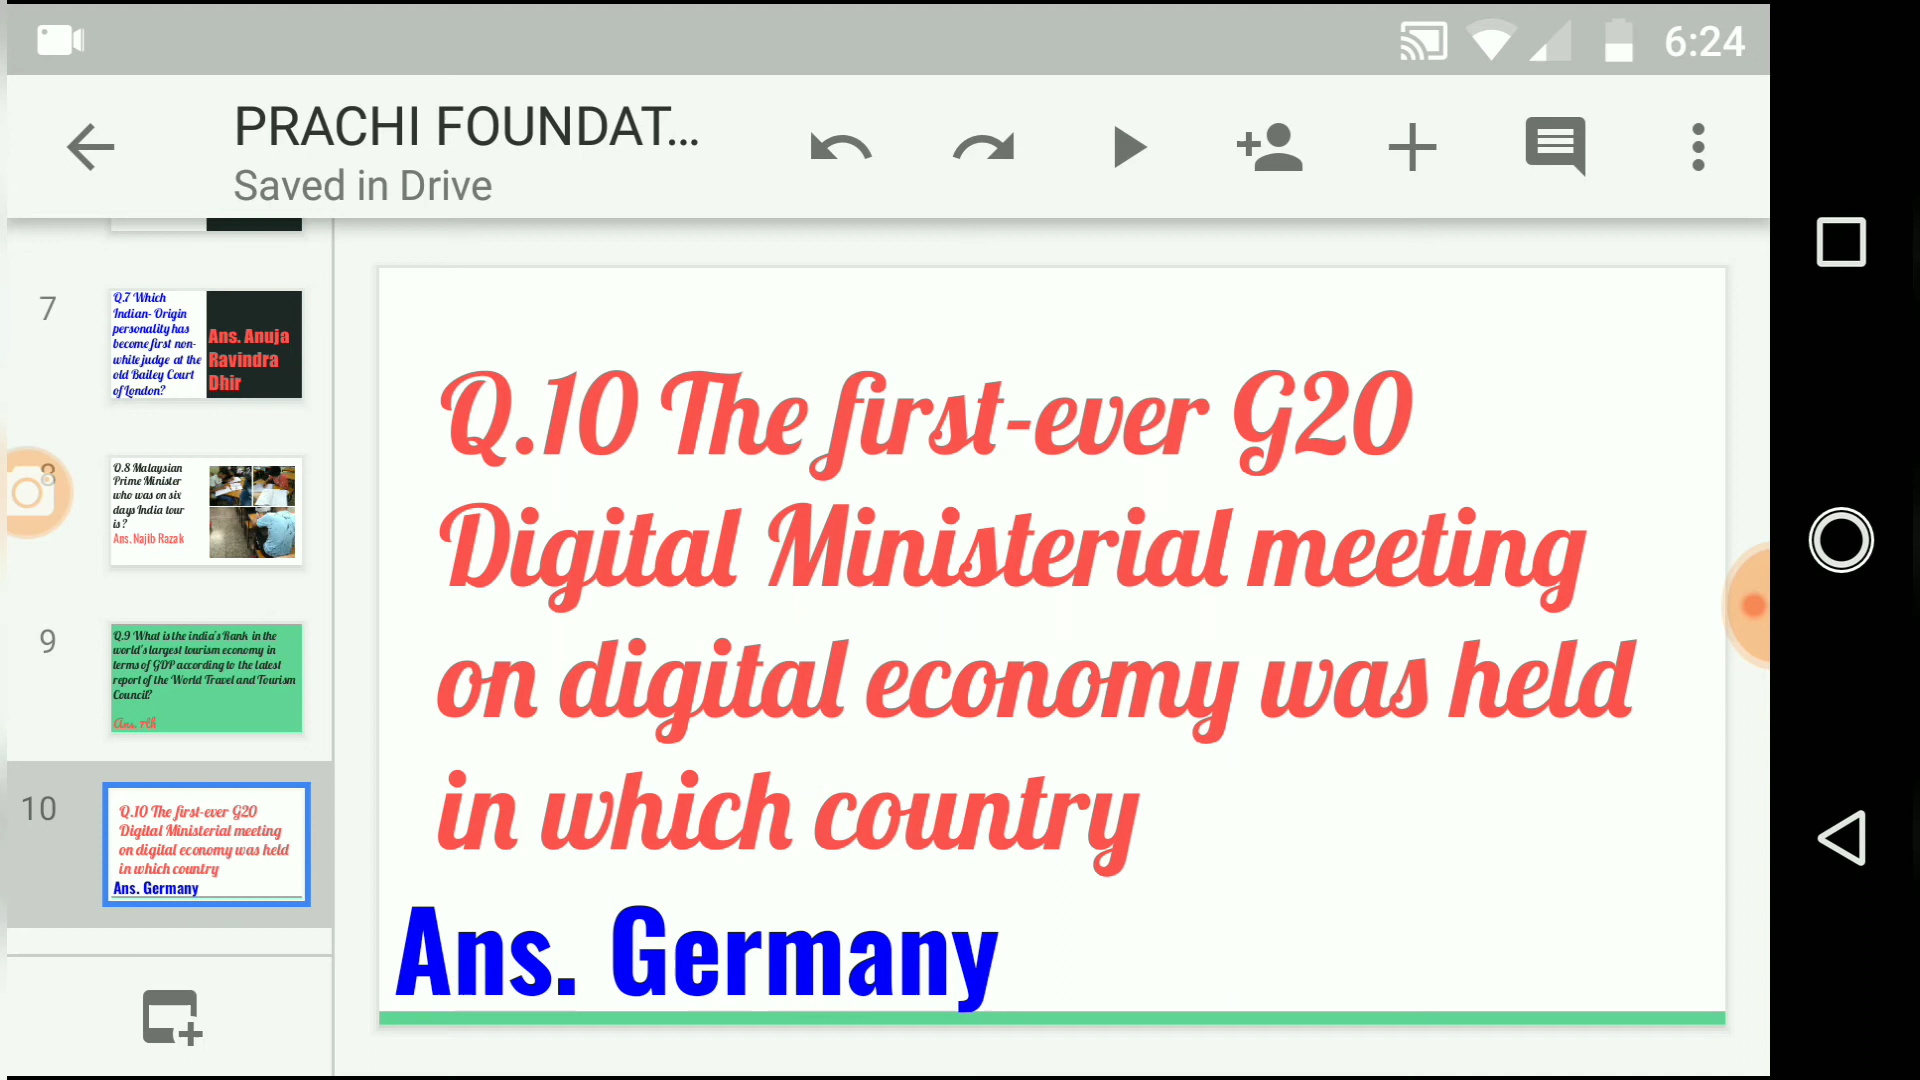 6:24
PRACHI FOUNDAT...
Saved in Drive
7
Q.7 Which
Indian- Origin
personality has
become first non-
white judge at the
old Bailey Court
of London?
Ans. Anuja
Ravindra
Dhir
8
Q.8 Malaysian
Prime Minister
who was on six
days India tour
is?
Ans. Najib Razak
9
Q.9 What is the india's Rank in the
world's largest tourism economy in
terms of GDP according to the latest
report of the World Travel and Tourism
Council?
Ans. 7th
10
Q.10 The first-ever G20
Digital Ministerial meeting
on digital economy was held
in which country
Ans. Germany
Q.10 The first-ever G20
Digital Ministerial meeting
on digital economy was held
in which country
Ans. Germany